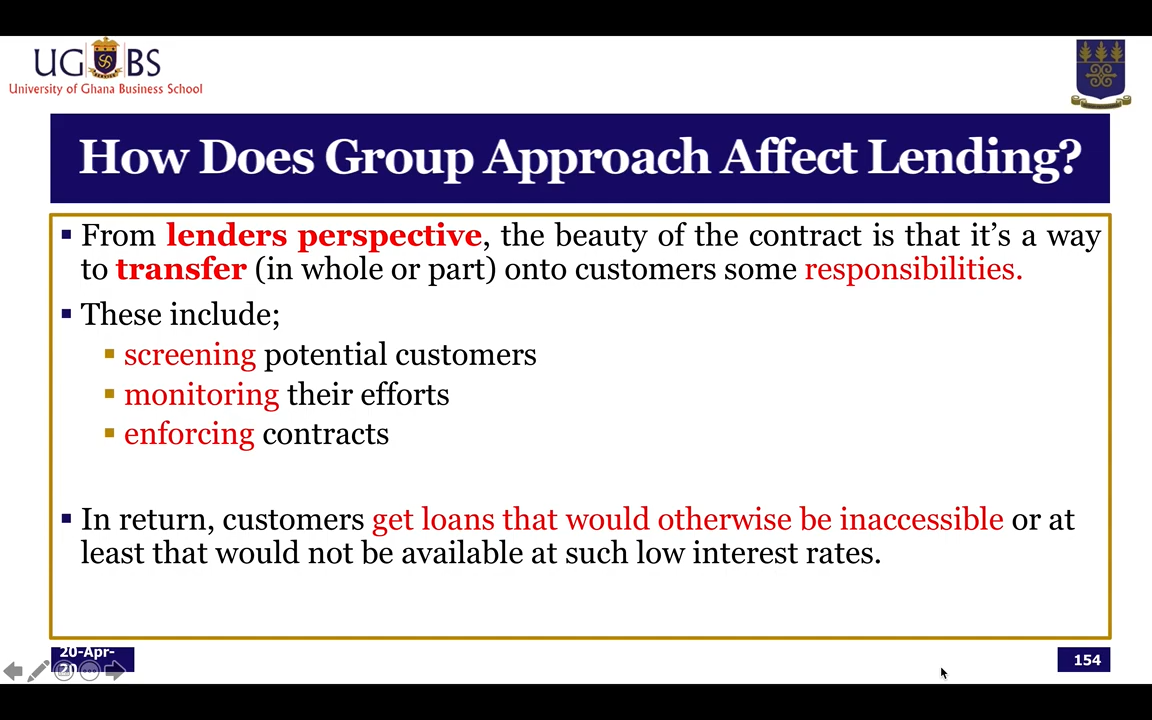 UG BS
University of Ghana Business School
How Does Group Approach Affect Lending?
From lenders perspective, the beauty of the contract is that it’s a way
to transfer (in whole or part) onto customers some responsibilities.
These include;
screening potential customers
monitoring their efforts
enforcing contracts
In return, customers get loans that would otherwise be inaccessible or at
least that would not be available at such low interest rates.
20-Apr-
20
154